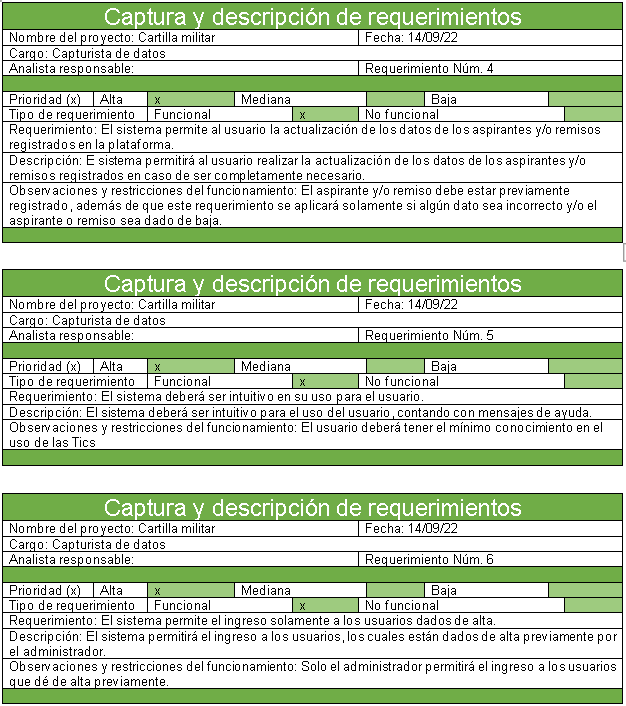 Captura y descripción de requerimientos
Nombre del proyecto: Cartilla militar Fecha: 14/09/22
Cargo: Capturista de datos
Analista responsable: Requerimiento Núm. 4
Prioridad (x) Alta x Mediana Baja
Tipo de requerimiento Funcional x No funcional
Requerimiento: El sistema permite al usuario la actualización de los datos de los aspirantes y/o remisos
registrados en la plataforma.
Descripción: E sistema permitirá al usuario realizar la actualización de los datos de los aspirantes y/o
remisos registrados en caso de ser completamente necesario.
Observaciones y restricciones del funcionamiento: El aspirante y/o remiso debe estar previamente
registrado, además de que este requerimiento se aplicará solamente si algún dato sea incorrecto y/o el
aspirante o remiso sea dado de baja.
Captura y descripción de requerimientos
Nombre del proyecto: Cartilla militar Fecha: 14/09/22
Cargo: Capturista de datos
Analista responsable: Requerimiento Núm. 5
Prioridad (x) Alta x Mediana Baja
Tipo de requerimiento Funcional x No funcional
Requerimiento: El sistema deberá ser intuitivo en su uso para el usuario.
Descripción: El sistema deberá ser intuitivo para el uso del usuario, contando con mensajes de ayuda.
Observaciones y restricciones del funcionamiento: El usuario deberá tener el mínimo conocimiento en el
uso de las Tics
Captura y descripción de requerimientos
Nombre del proyecto: Cartilla militar Fecha: 14/09/22
Cargo: Capturista de datos
Analista responsable: Requerimiento Núm. 6
Prioridad (x) Alta x Mediana Baja
Tipo de requerimiento Funcional x No funcional
Requerimiento: El sistema permite el ingreso solamente a los usuarios dados de alta.
Descripción: El sistema permitirá el ingreso a los usuarios, los cuales están dados de alta previamente por
el administrador.
Observaciones y restricciones del funcionamiento: Solo el administrador permitirá el ingreso a los usuarios
que dé de alta previamente.